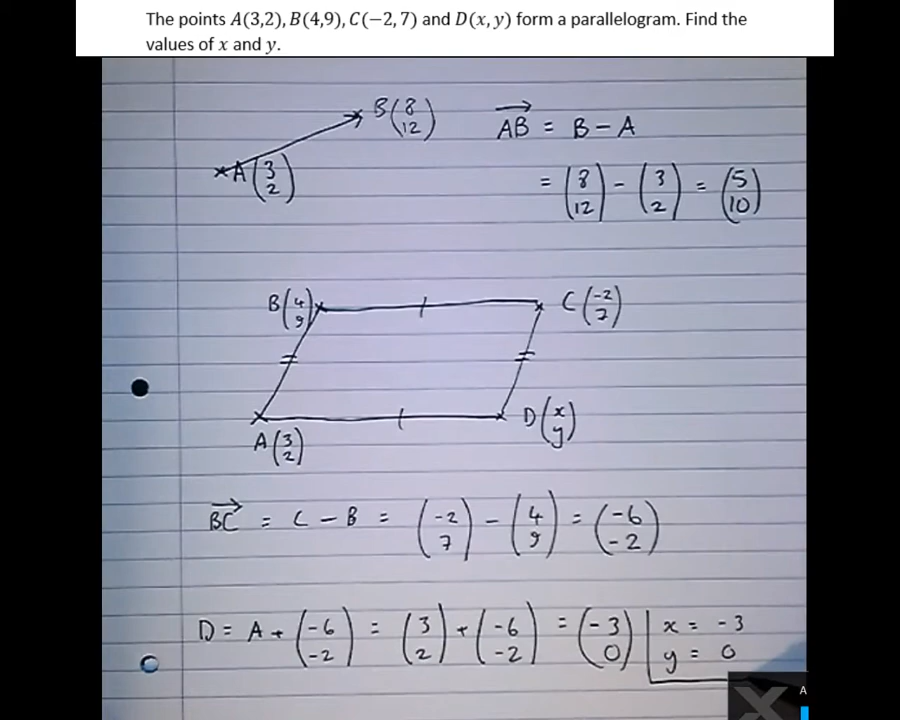 The points A(3,2), B(4,9), C(−2, 7) and D(x, y) form a parallelogram. Find the
values of x and y.
B(8 12)
AB = B - A
A(3 2)
= (8 12) - (3 2) = (5 10)
B(4 9)
C(-2 7)
A(3 2)
D(x y)
BC = C - B = (-2 7) - (4 9) = (-6 -2)
D = A + (-6 -2) = (3 2) + (-6 -2) = (-3 0) x = -3
y = 0
A